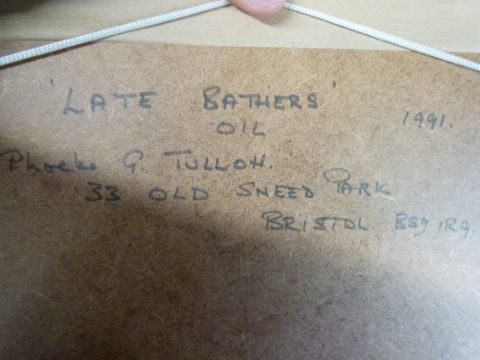 'LATE BATHERS'
OIL 1991.
Phoebe G. TULLOH.
33 OLD SNEED PARK
BRISTOL BS9 1RG